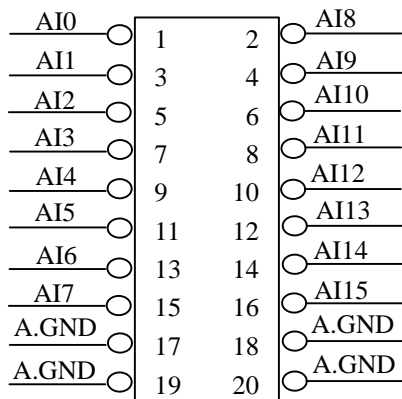 AI0 1 2 AI8
AI1 3 4 AI9
AI2 5 6 AI10
AI3 7 8 AI11
AI4 9 10 AI12
AI5 11 12 AI13
AI6 13 14 AI14
AI7 15 16 AI15
A.GND 17 18 A.GND
A.GND 19 20 A.GND